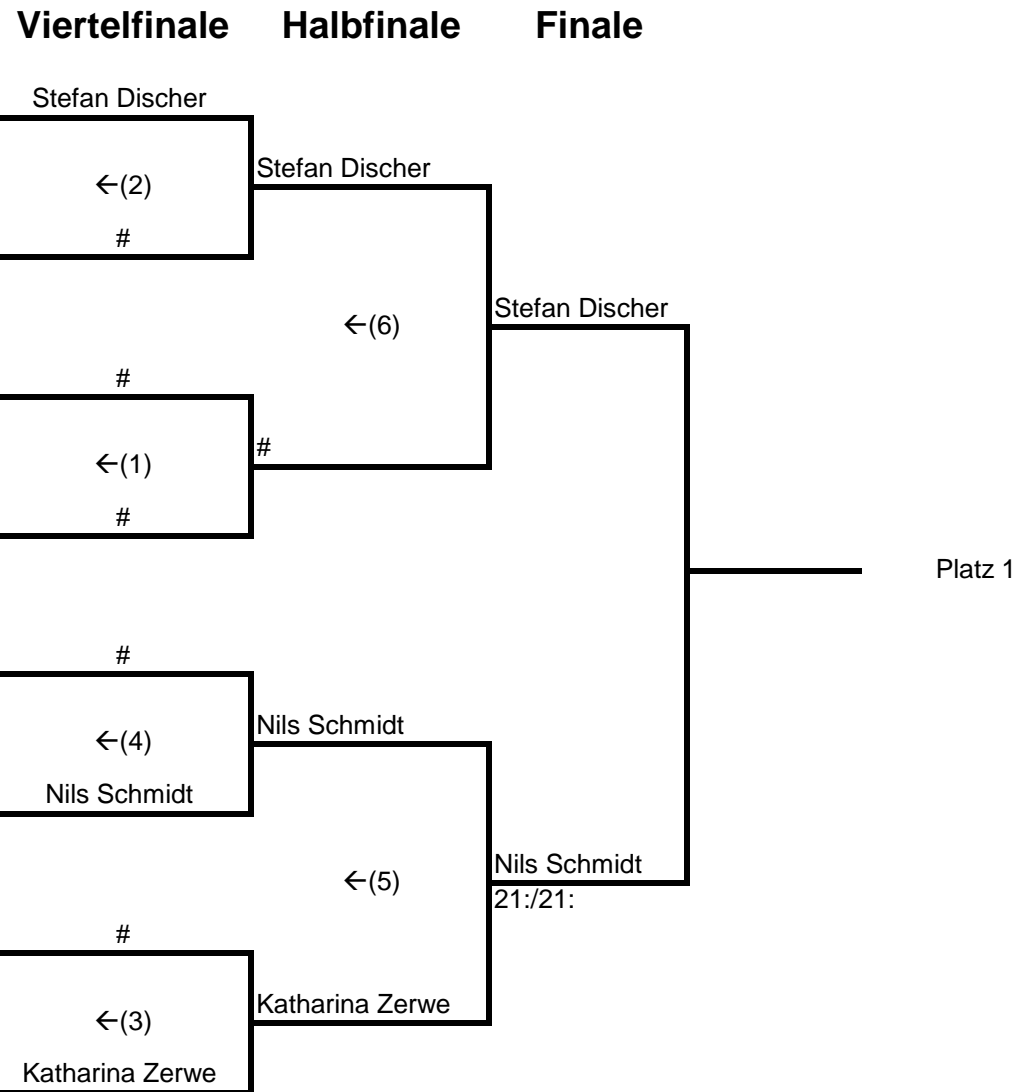 Viertelfinale Halbfinale Finale
Stefan Discher
Stefan Discher
←(2)
#
Stefan Discher
←(6)
#
#
←(1)
#
Platz 1
#
Nils Schmidt
←(4)
Nils Schmidt
Nils Schmidt
←(5)
21:/21:
#
Katharina Zerwe
←(3)
Katharina Zerwe